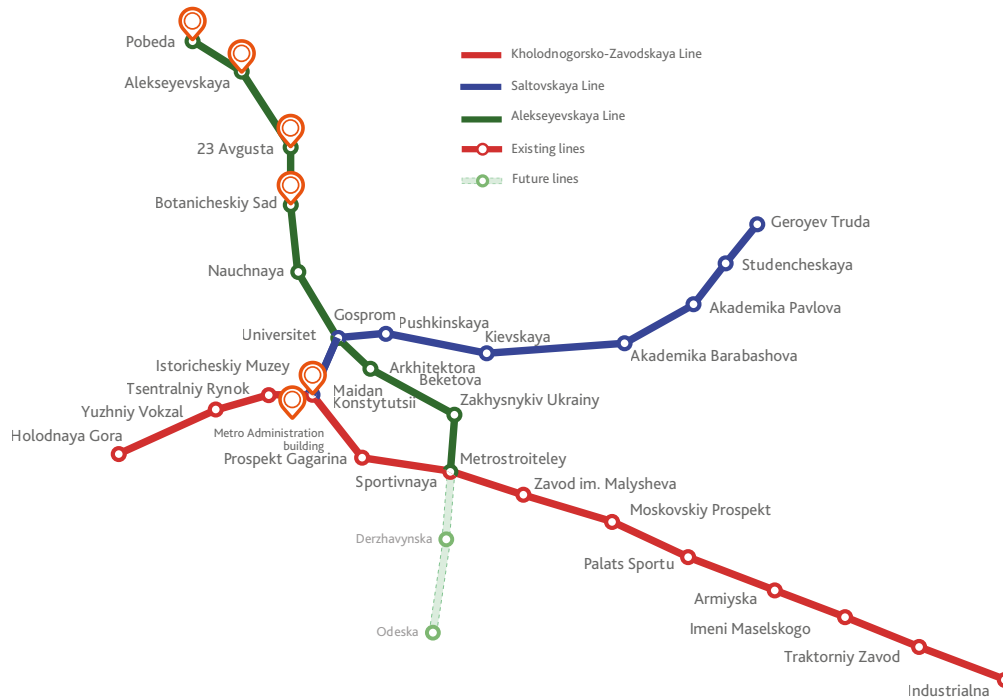 Pobeda
Alekseyevskaya
23 Avgusta
Botanicheskiy Sad
Nauchnaya
Universitet
Gosprom
Pushkinskaya
Kievskaya
Akademika Barabashova
Akademika Pavlova
Studencheskaya
Geroyev Truda
Kholodnogorsko-Zavodskaya Line
Saltovskaya Line
Alekseyevskaya Line
Existing lines
Future lines
Istoricheskiy Muzey
Tsentralniy Rynok
Yuzhniy Vokzal
Holodnaya Gora
Maidan
Konstytutsii
Arkhitektora
Beketova
Zakhysnykiv Ukrainy
Metro Administration
building
Prospekt Gagarina
Sportivnaya
Metrostroiteley
Zavod im. Malysheva
Moskovskiy Prospekt
Palats Sportu
Armiyska
Imeni Maselskogo
Traktorniy Zavod
Industrialna
Derzhavynska
Odeska